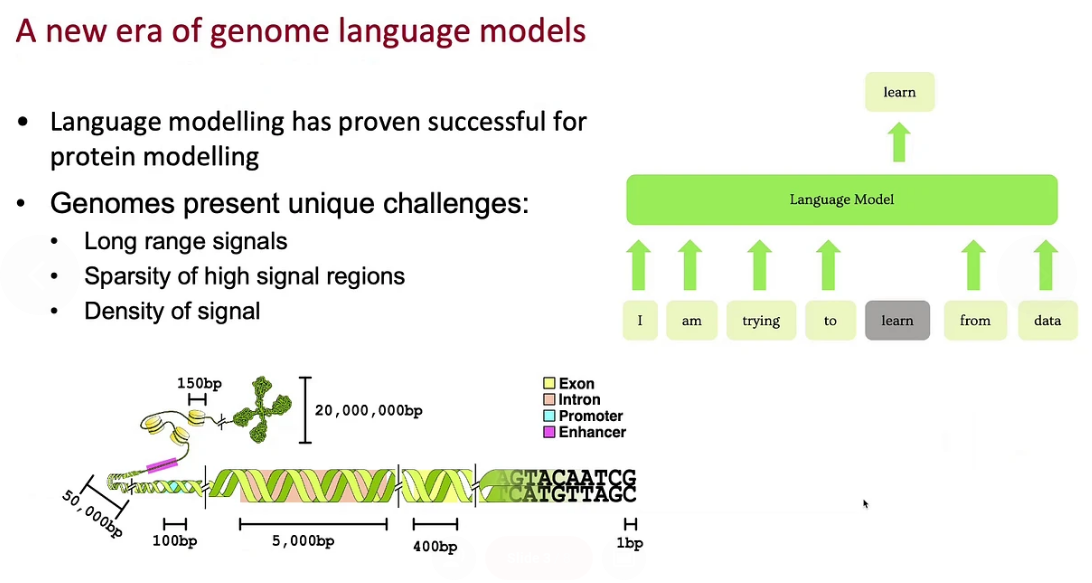 A new era of genome language models
• Language modelling has proven successful for
protein modelling
• Genomes present unique challenges:
• Long range signals
• Sparsity of high signal regions
• Density of signal
learn
Language Model
I am trying to learn from data
150bp
20,000,000bp
Exon
Intron
Promoter
Enhancer
AGTACAATCG
TCATGTTAGC
50,000bp
100bp
5,000bp
400bp
1bp